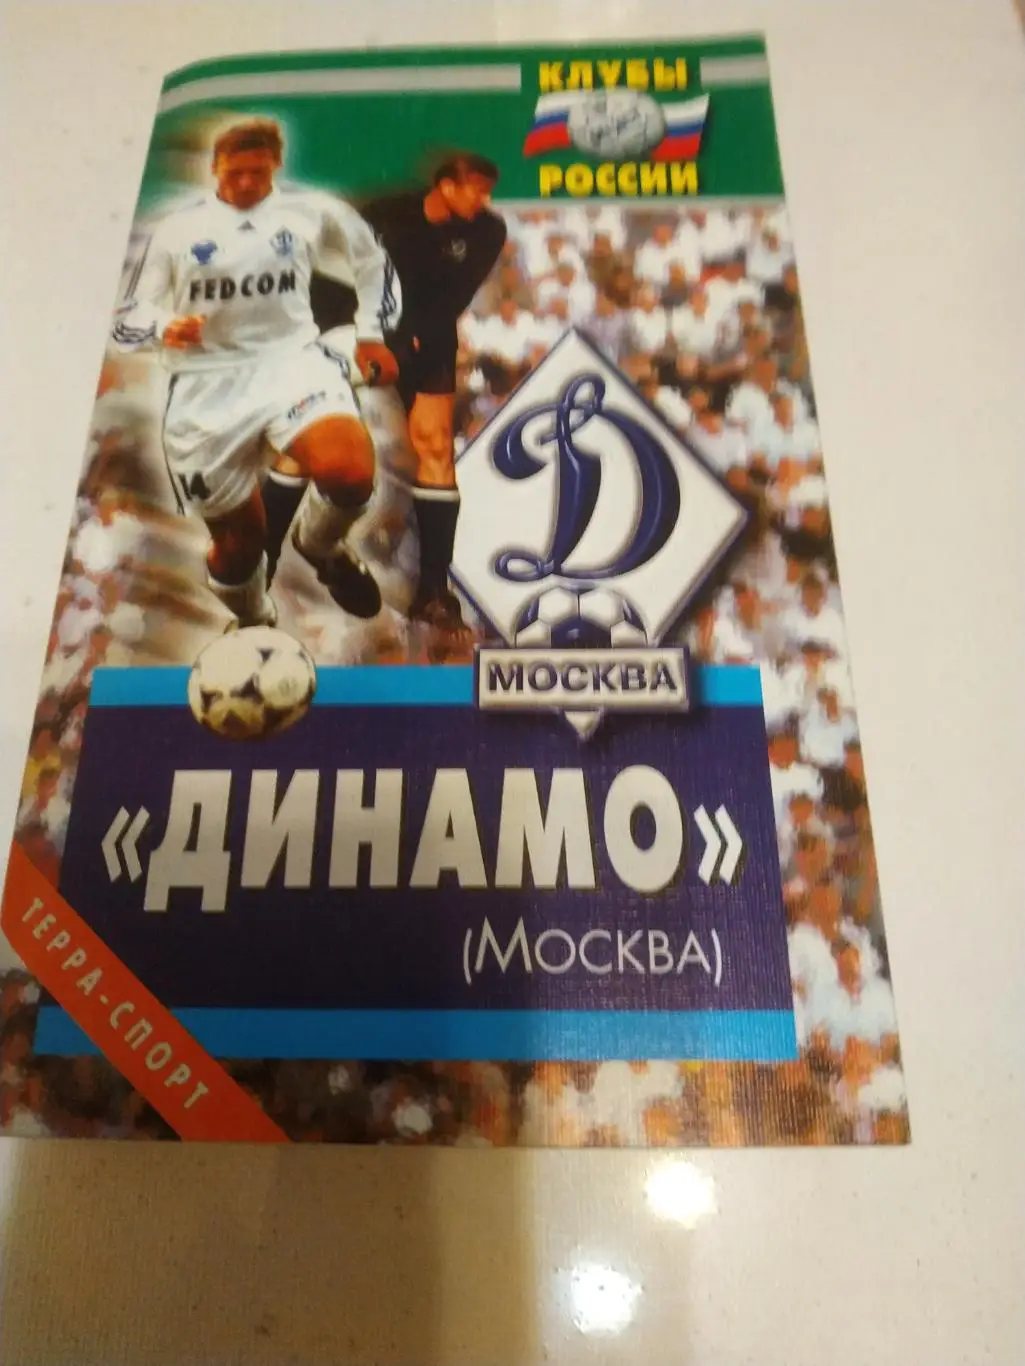 КЛУБЫ
РОССИИ
FEDCOM
14
Д
МОСКВА
«ДИНАМО»
(МОСКВА)
ТЕРРА-СПОРТ